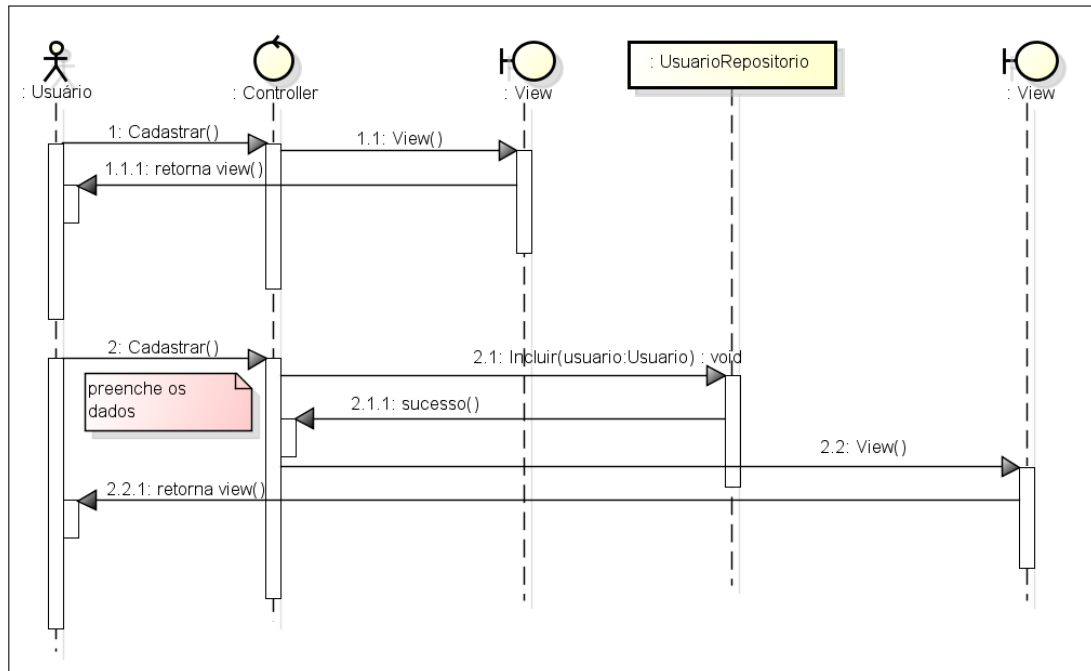 : Usuário
: Controller
: View
: UsuarioRepositorio
: View
1: Cadastrar()
1.1: View()
1.1.1: retorna view()
2: Cadastrar()
2.1: Incluir(usuario:Usuario) : void
preenche os
dados
2.1.1: sucesso()
2.2: View()
2.2.1: retorna view()